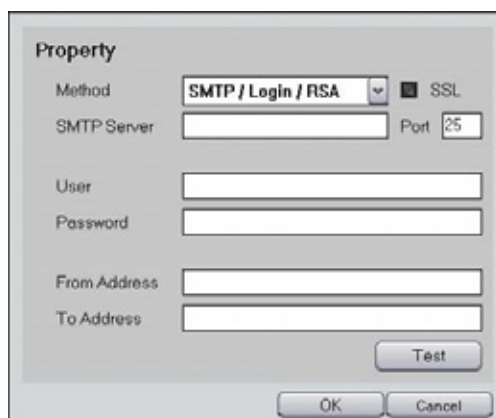 Property
Method SMTP / Login / RSA SSL
SMTP Server Port 25
User
Password
From Address
To Address
Test
OK Cancel